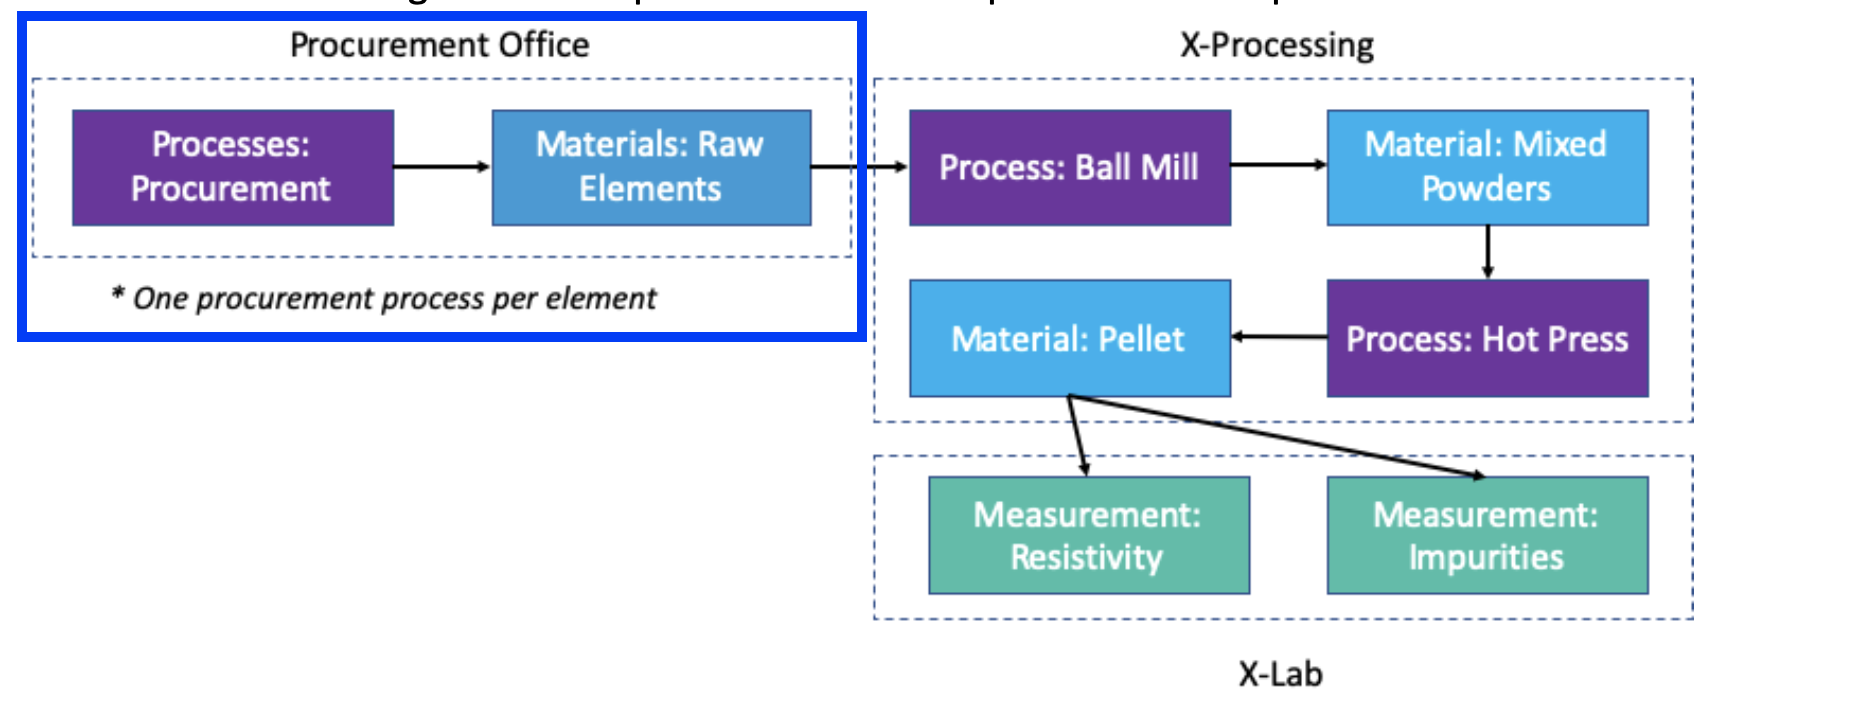 Procurement Office
Processes:
Procurement
Materials: Raw
Elements
* One procurement process per element
X-Processing
Process: Ball Mill
Material: Mixed
Powders
Material: Pellet
Process: Hot Press
Measurement:
Resistivity
Measurement:
Impurities
X-Lab